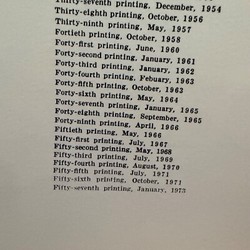 Thirty-seventh printing, December, 1954
Thirty-eighth printing, October, 1956
Thirty-ninth printing, May, 1957
Fortieth printing, October, 1958
Forty-first printing, June, 1960
Forty-second printing, January, 1961
Forty-third printing, January, 1962
Forty-fourth printing, Febuary, 1963
Forty-fifth printing, October, 1963
Forty-sixth printing, May, 1964
Forty-seventh printing, January, 1965
Forty-eighth printing, September, 1965
Forty-ninth printing, April, 1966
Fiftieth printing, May, 1966
Fifty-first printing, July, 1967
Fifty-second printing, May, 1968
Fifty-third printing, July, 1969
Fifty-fourth printing, August, 1970
Fifty-fifth printing, July, 1971
Fifty-sixth printing, October, 1971
Fifty-seventh printing, January, 1973